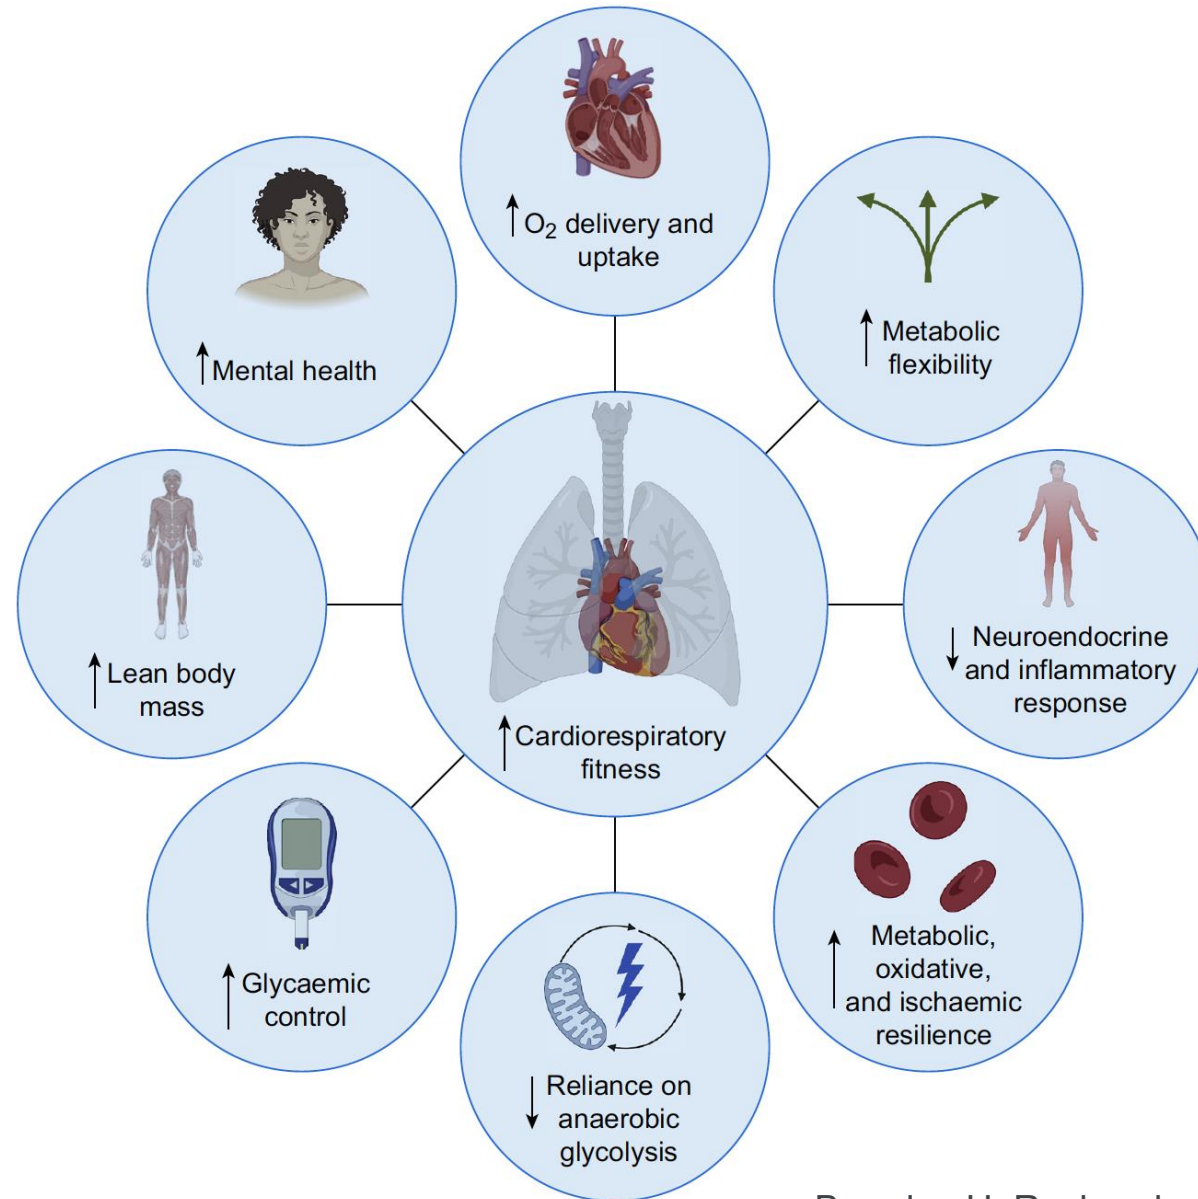 ↑ O₂ delivery and
uptake
↑ Metabolic
flexibility
↓ Neuroendocrine
and inflammatory
response
↑ Metabolic,
oxidative,
and ischaemic
resilience
↓ Reliance on
anaerobic
glycolysis
↑ Glycaemic
control
↑ Lean body
mass
↑ Mental health
↑ Cardiorespiratory
fitness